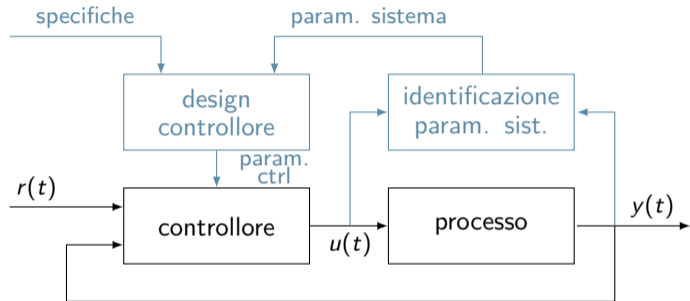 specifiche
param. sistema
design
controllore
identificazione
param. sist.
param.
ctrl
r(t)
controllore
u(t)
processo
y(t)